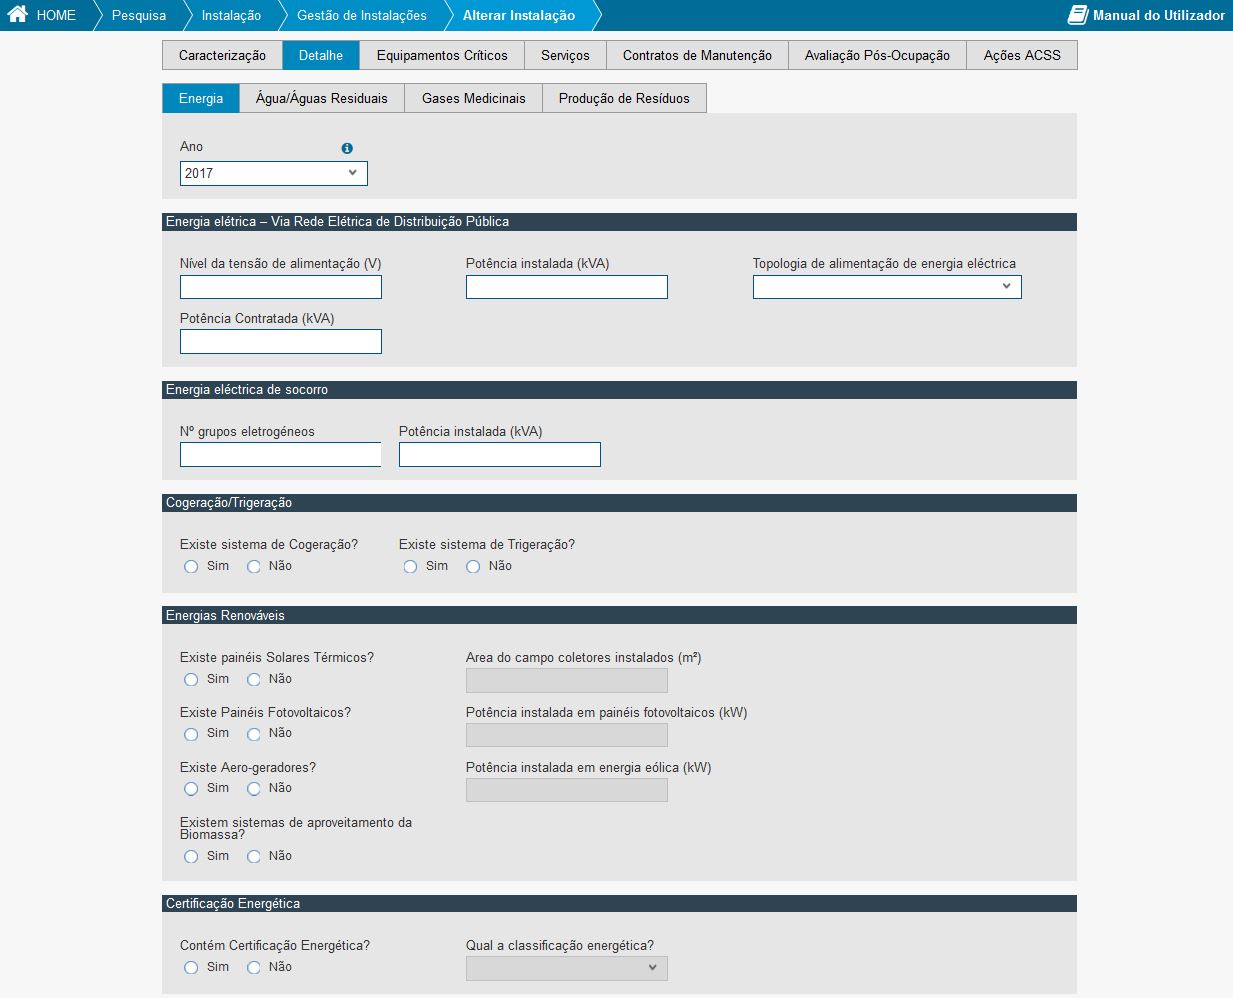 HOME Pesquisa Instalação Gestão de Instalações Alterar Instalação Manual do Utilizador
Caracterização Detalhe Equipamentos Críticos Serviços Contratos de Manutenção Avaliação Pós-Ocupação Ações ACSS
Energia Água/Águas Residuais Gases Medicinais Produção de Resíduos
Ano
2017
Energia elétrica – Via Rede Elétrica de Distribuição Pública
Nível da tensão de alimentação (V) Potência instalada (kVA) Topologia de alimentação de energia eléctrica
Potência Contratada (kVA)
Energia eléctrica de socorro
Nº grupos eletrogéneos Potência instalada (kVA)
Cogeração/Trigeração
Existe sistema de Cogeração? Existe sistema de Trigeração?
Sim Não Sim Não
Energias Renováveis
Existe painéis Solares Térmicos? Area do campo coletores instalados (m²)
Sim Não
Existe Painéis Fotovoltaicos? Potência instalada em painéis fotovoltaicos (kW)
Sim Não
Existe Aero-geradores? Potência instalada em energia eólica (kW)
Sim Não
Existem sistemas de aproveitamento da
Biomassa?
Sim Não
Certificação Energética
Contém Certificação Energética? Qual a classificação energética?
Sim Não